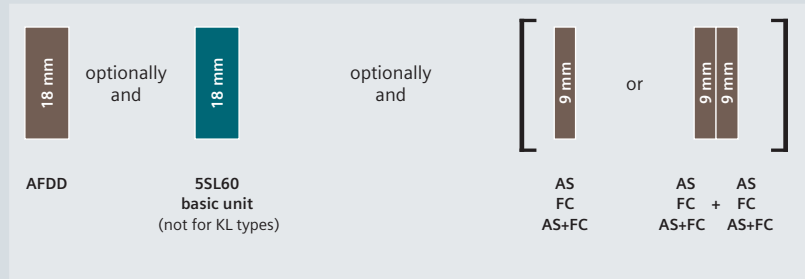 18 mm
optionally
and
18 mm
optionally
and
9 mm
or
9 mm
9 mm
AFDD
5SL60
basic unit
(not for KL types)
AS
FC
AS+FC
AS AS
FC + FC
AS+FC AS+FC